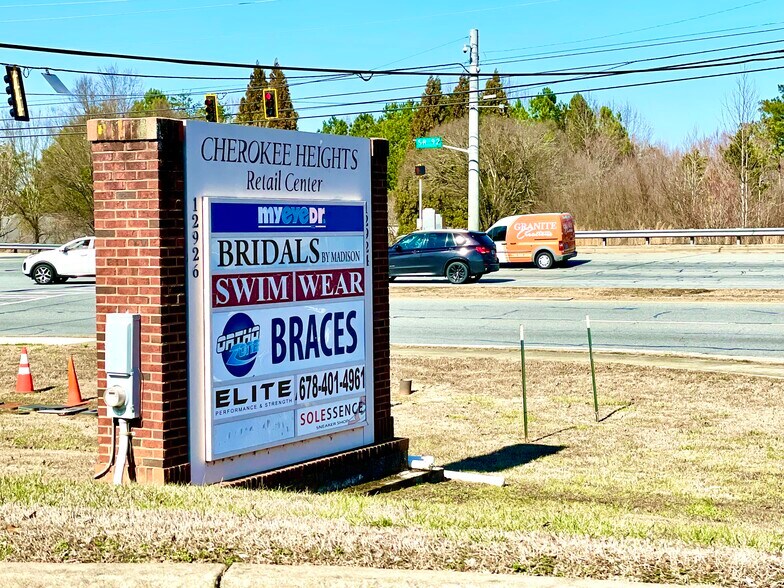 CHEROKEE HEIGHTS
Retail Center
12926
myeyeDr.
BRIDALS BY MADISON
SWIM WEAR
ORTHO
BRACES
ELITE
PERFORMANCE & STRENGTH
678-401-4961
SOLESSENCE
SNEAKER SHOP
GRANITE